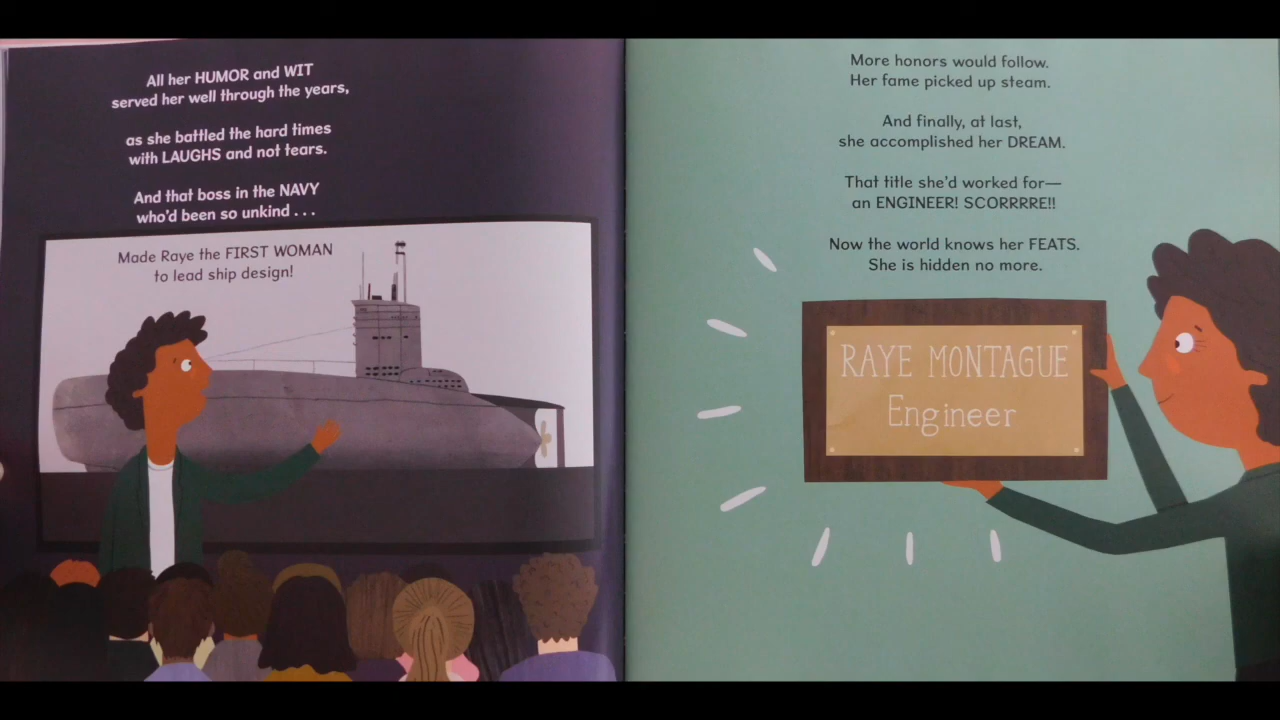 All her HUMOR and WIT
served her well through the years,
as she battled the hard times
with LAUGHS and not tears.
And that boss in the NAVY
who'd been so unkind . . .
Made Raye the FIRST WOMAN
to lead ship design!
More honors would follow.
Her fame picked up steam.
And finally, at last,
she accomplished her DREAM.
That title she'd worked for—
an ENGINEER! SCORRRRE!!
Now the world knows her FEATS.
She is hidden no more.
RAYE MONTAGUE
Engineer